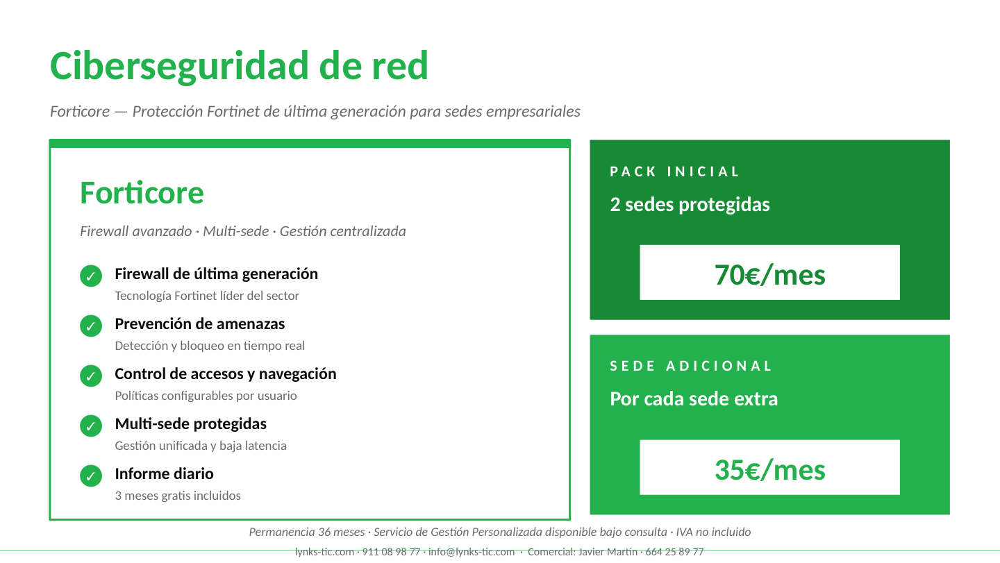 Ciberseguridad de red
Forticore — Protección Fortinet de última generación para sedes empresariales
Forticore
Firewall avanzado · Multi-sede · Gestión centralizada
✓ Firewall de última generación
Tecnología Fortinet líder del sector
✓ Prevención de amenazas
Detección y bloqueo en tiempo real
✓ Control de accesos y navegación
Políticas configurables por usuario
✓ Multi-sede protegidas
Gestión unificada y baja latencia
✓ Informe diario
3 meses gratis incluidos
PACK INICIAL
2 sedes protegidas
70€/mes
SEDE ADICIONAL
Por cada sede extra
35€/mes
Permanencia 36 meses · Servicio de Gestión Personalizada disponible bajo consulta · IVA no incluido
lynks-tic.com · 911 08 98 77 · info@lynks-tic.com · Comercial: Javier Martín · 664 25 89 77